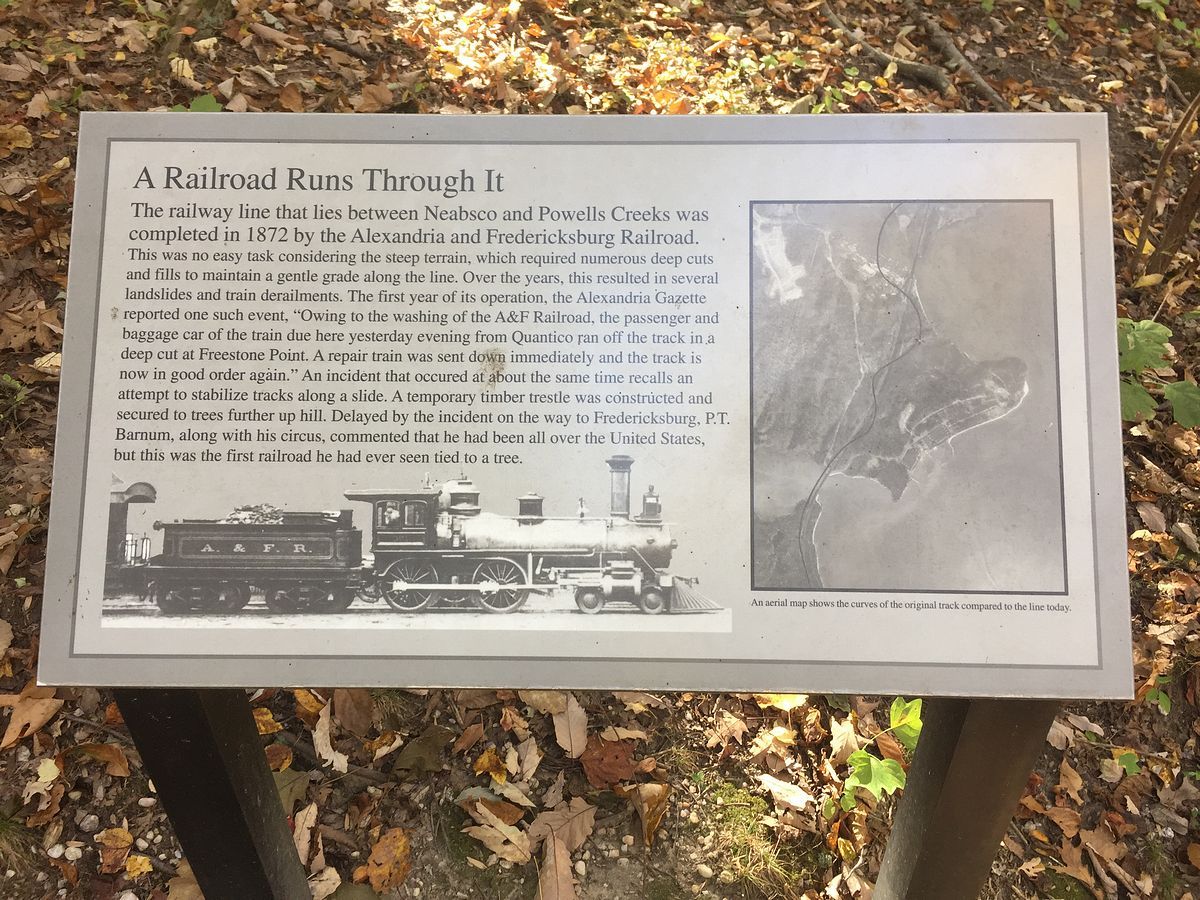 A Railroad Runs Through It
The railway line that lies between Neabsco and Powells Creeks was
completed in 1872 by the Alexandria and Fredericksburg Railroad.
This was no easy task considering the steep terrain, which required numerous deep cuts
and fills to maintain a gentle grade along the line. Over the years, this resulted in several
landslides and train derailments. The first year of its operation, the Alexandria Gazette
reported one such event, “Owing to the washing of the A&F Railroad, the passenger and
baggage car of the train due here yesterday evening from Quantico ran off the track in a
deep cut at Freestone Point. A repair train was sent down immediately and the track is
now in good order again.” An incident that occured at about the same time recalls an
attempt to stabilize tracks along a slide. A temporary timber trestle was constructed and
secured to trees further up hill. Delayed by the incident on the way to Fredericksburg, P.T.
Barnum, along with his circus, commented that he had been all over the United States,
but this was the first railroad he had ever seen tied to a tree.
A. & F. R.
An aerial map shows the curves of the original track compared to the line today.